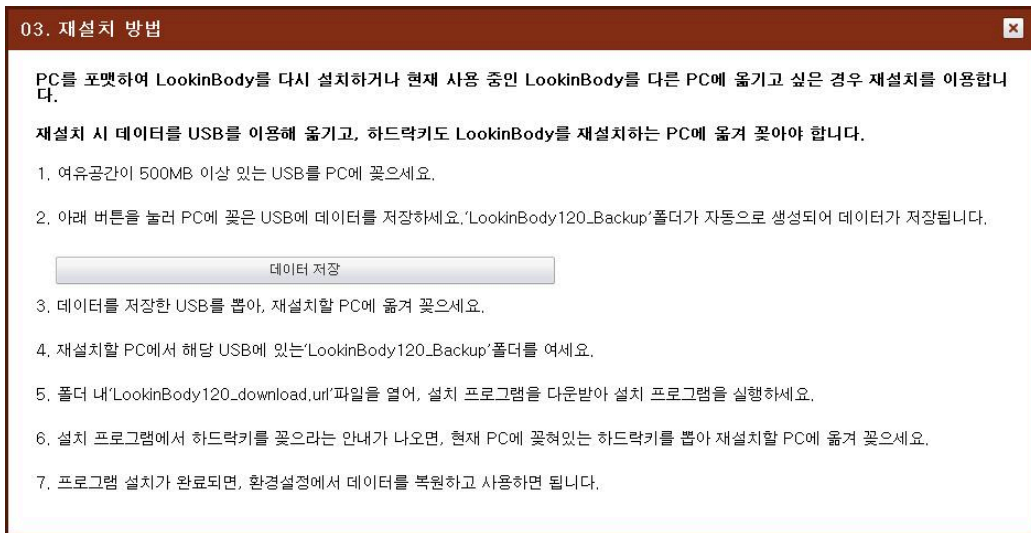 03. 재설치 방법
PC를 포맷하여 LookinBody를 다시 설치하거나 현재 사용 중인 LookinBody를 다른 PC에 옮기고 싶은 경우 재설치를 이용합니
다.
재설치 시 데이터를 USB를 이용해 옮기고, 하드락키도 LookinBody를 재설치하는 PC에 옮겨 꽂아야 합니다.
1. 여유공간이 500MB 이상 있는 USB를 PC에 꽂으세요.
2. 아래 버튼을 눌러 PC에 꽂은 USB에 데이터를 저장하세요.'LookinBody120_Backup'폴더가 자동으로 생성되어 데이터가 저장됩니다.
데이터 저장
3. 데이터를 저장한 USB를 뽑아, 재설치할 PC에 옮겨 꽂으세요.
4. 재설치할 PC에서 해당 USB에 있는'LookinBody120_Backup'폴더를 여세요.
5. 폴더 내'LookinBody120_download.url'파일을 열어, 설치 프로그램을 다운받아 설치 프로그램을 실행하세요.
6. 설치 프로그램에서 하드락키를 꽂으라는 안내가 나오면, 현재 PC에 꽂혀있는 하드락키를 뽑아 재설치할 PC에 옮겨 꽂으세요.
7. 프로그램 설치가 완료되면, 환경설정에서 데이터를 복원하고 사용하면 됩니다.